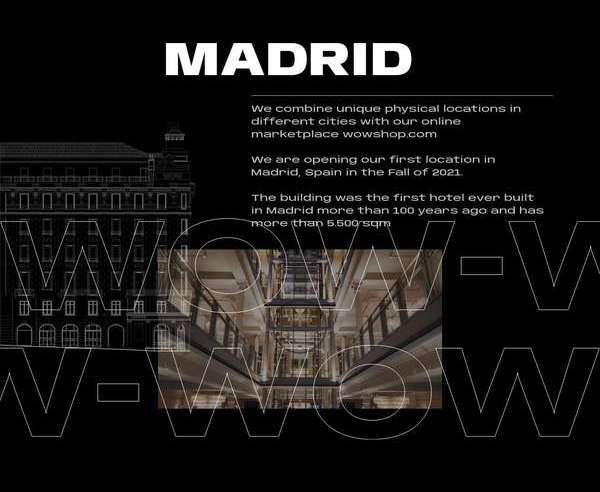 MADRID
We combine unique physical locations in
different cities with our online
marketplace wowshop.com
We are opening our first location in
Madrid, Spain in the Fall of 2021.
The building was the first hotel ever built
in Madrid more than 100 years ago and has
more than 5.500 sqm
WOW-W
W-WOW